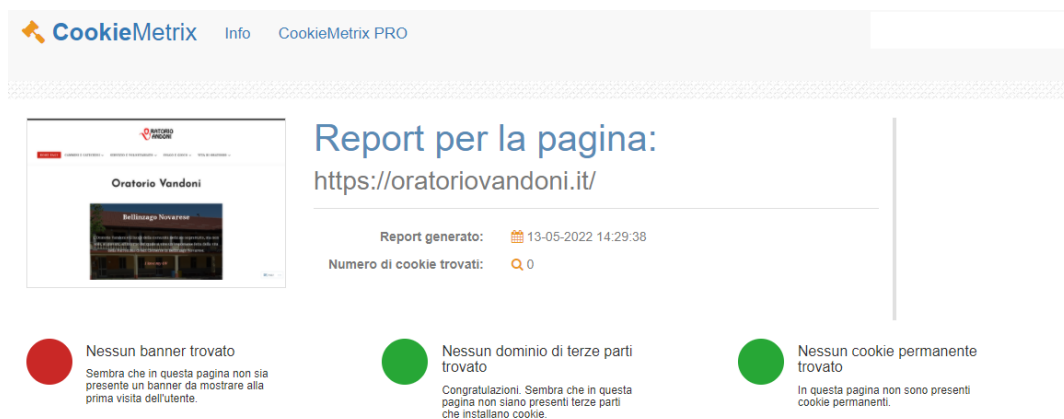 CookieMetrix Info CookieMetrix PRO
ORATORIO
VANDONI
Oratorio Vandoni
Bellinzago Novarese
Report per la pagina:
https://oratoriovandoni.it/
Report generato: 13-05-2022 14:29:38
Numero di cookie trovati: 0
Nessun banner trovato
Sembra che in questa pagina non sia
presente un banner da mostrare alla
prima visita dell'utente.
Nessun dominio di terze parti
trovato
Congratulazioni. Sembra che in questa
pagina non siano presenti terze parti
che installano cookie.
Nessun cookie permanente
trovato
In questa pagina non sono presenti
cookie permanenti.